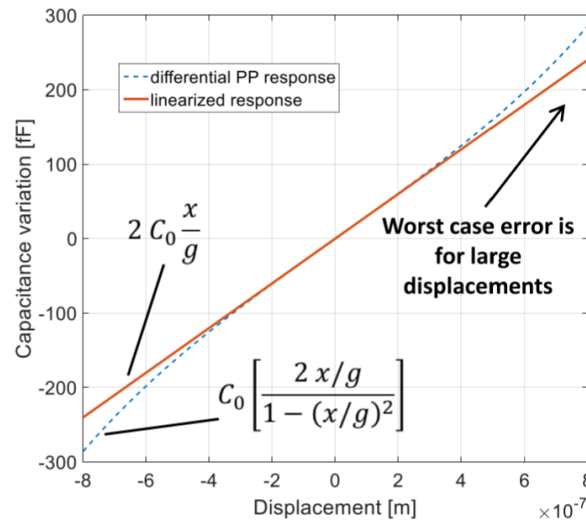 300
200
100
0
-100
-200
-300
Capacitance variation [fF]
differential PP response
linearized response
2 C₀ x/g
Worst case error is
for large
displacements
C₀ [ 2 x/g / 1 − (x/g)² ]
-8 -6 -4 -2 0 2 4 6 8
Displacement [m]
×10⁻⁷